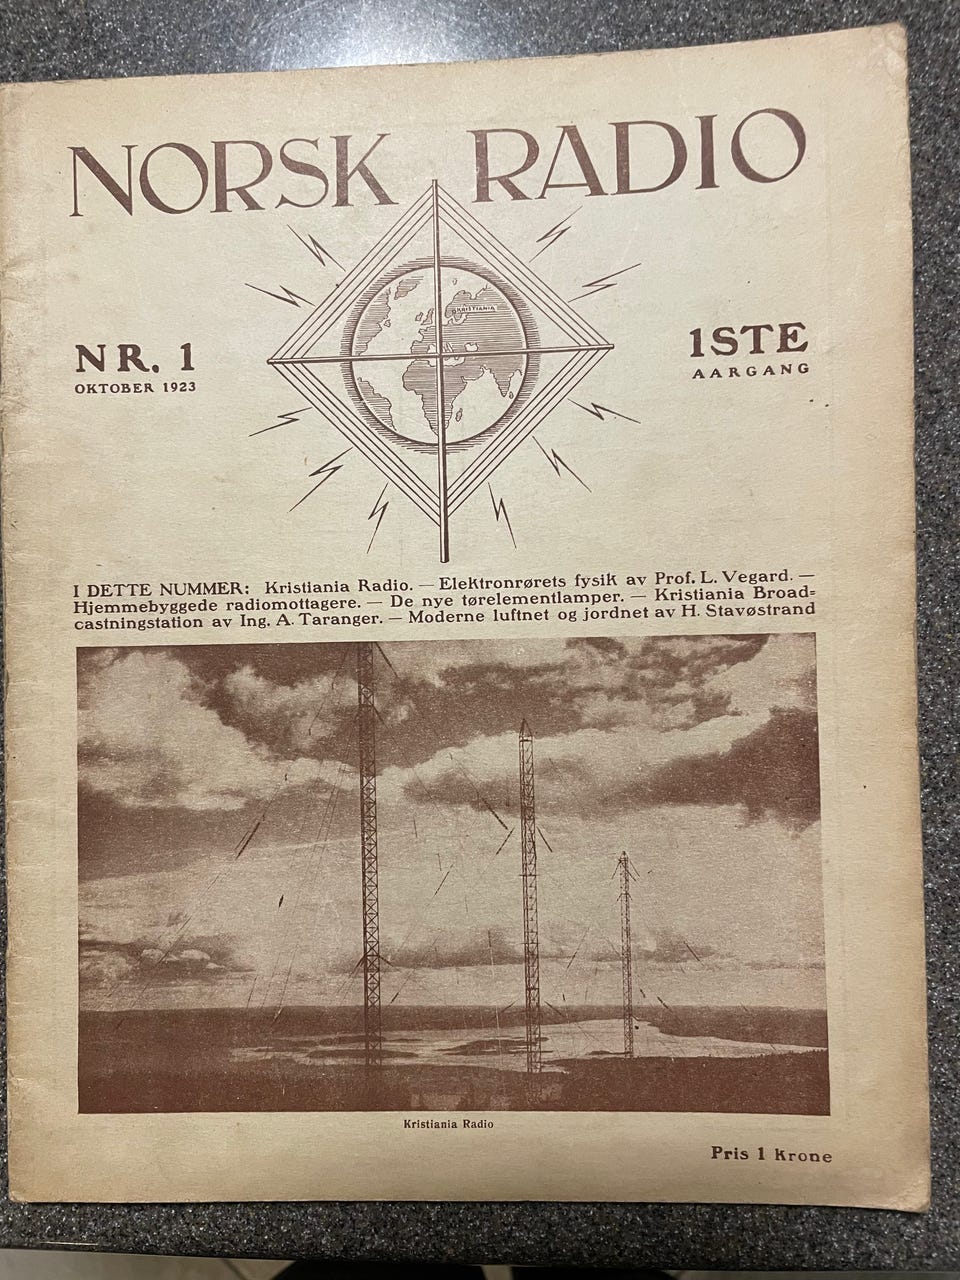 NORSK RADIO
KRISTIANIA
NR. 1
OKTOBER 1923
1STE
AARGANG
I DETTE NUMMER: Kristiania Radio. — Elektronrørets fysik av Prof. L. Vegard. —
Hjemmebyggede radiomottagere. — De nye tørelementlamper. — Kristiania Broad=
castningstation av Ing. A. Taranger. — Moderne luftnet og jordnet av H. Stavøstrand
Kristiania Radio
Pris 1 Krone